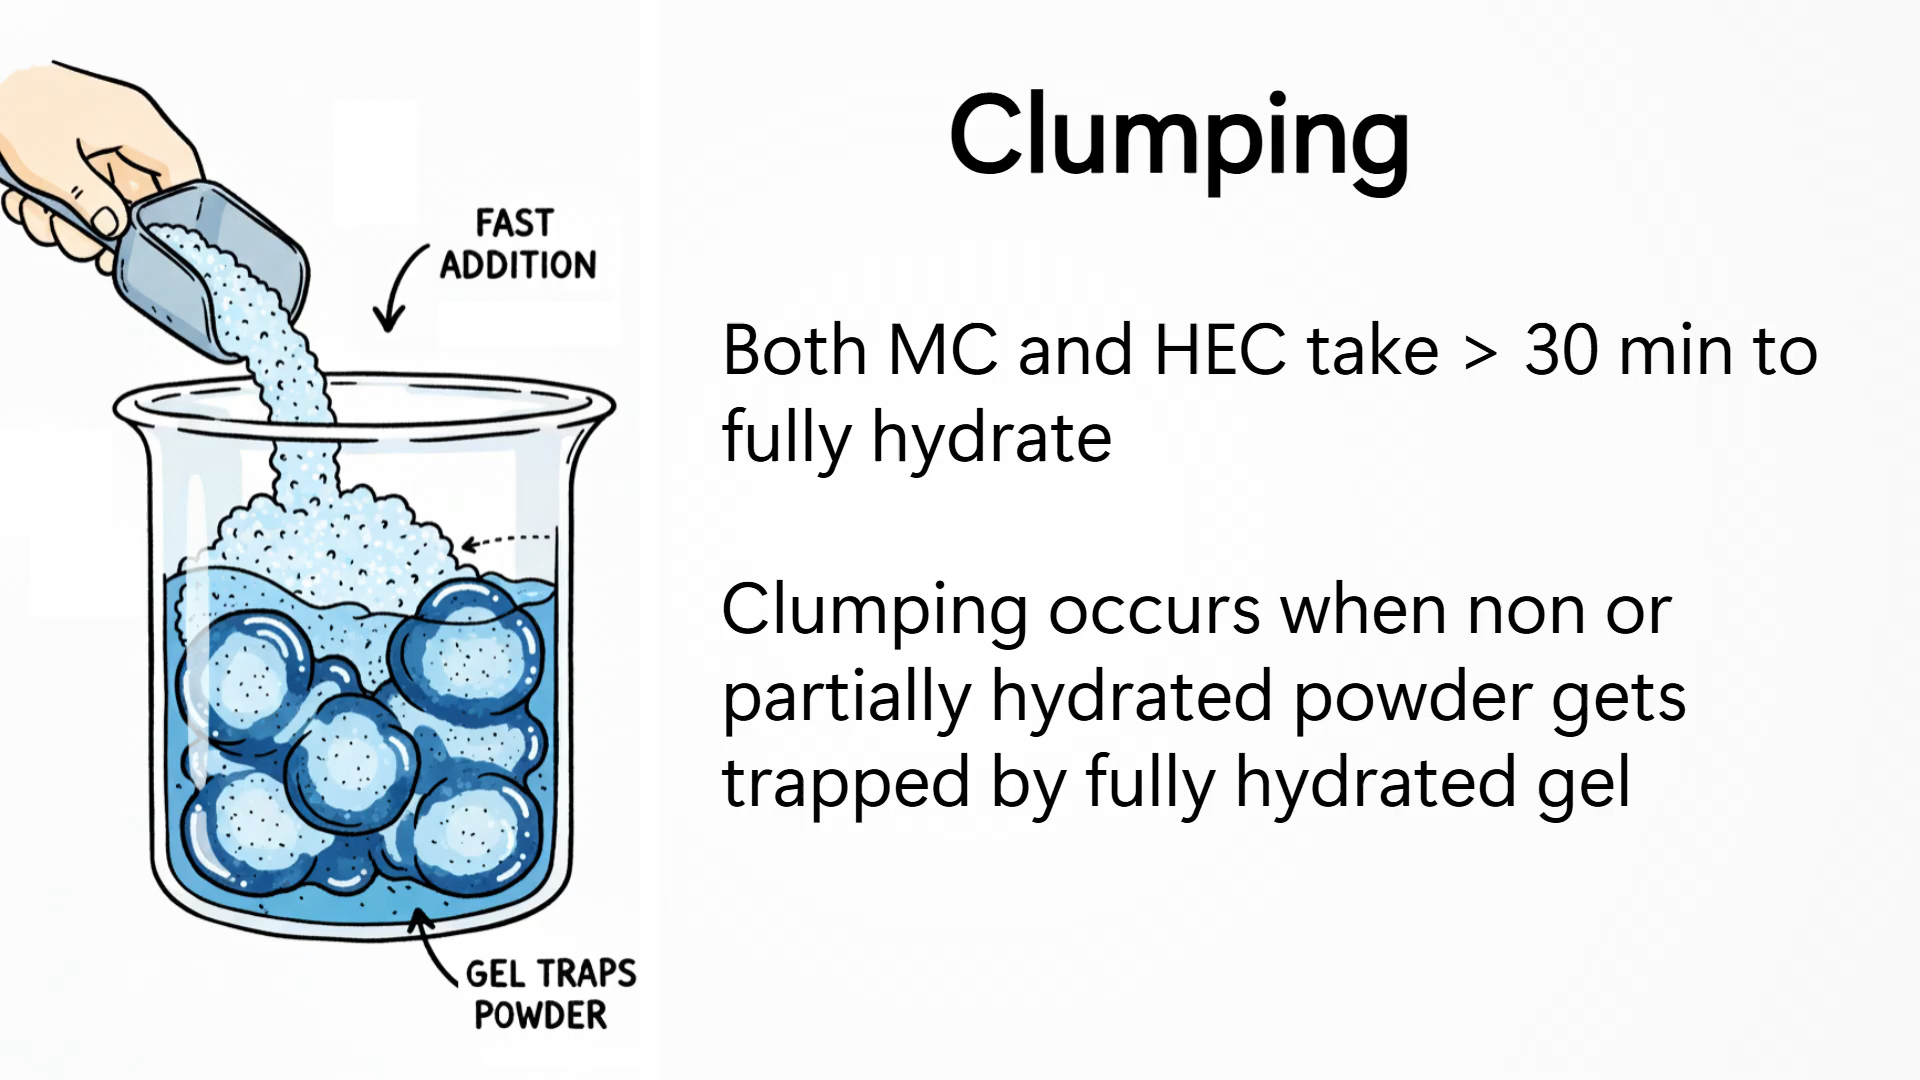 Clumping
FAST
ADDITION
Both MC and HEC take > 30 min to
fully hydrate
Clumping occurs when non or
partially hydrated powder gets
trapped by fully hydrated gel
GEL TRAPS
POWDER